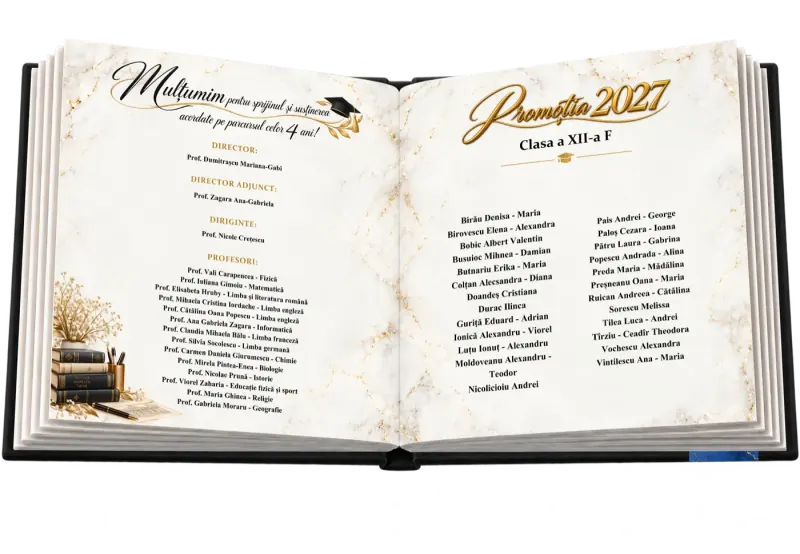 Mulțumim pentru sprijinul și susținerea
acordate pe parcursul celor 4 ani!
DIRECTOR:
Prof. Dumitrașcu Mariana-Gabi
DIRECTOR ADJUNCT:
Prof. Zagara Ana-Gabriela
DIRIGINTE:
Prof. Nicole Crețescu
PROFESORI:
Prof. Vali Carapencea - Fizică
Prof. Iuliana Gimoiu - Matematică
Prof. Elisabeta Hruby - Limba și literatura română
Prof. Mihaela Cristina Iordache - Limba engleză
Prof. Cătălina Oana Popescu - Limba engleză
Prof. Ana Gabriela Zagara - Informatică
Prof. Claudia Mihaela Bălu - Limba franceză
Prof. Silvia Socolescu - Limba germană
Prof. Carmen Daniela Giurumescu - Chimie
Prof. Mirela Pintea-Enea - Biologie
Prof. Nicolae Prună - Istorie
Prof. Viorel Zaharia - Educație fizică și sport
Prof. Maria Ghinea - Religie
Prof. Gabriela Moraru - Geografie
Promoția 2027
Clasa a XII-a F
Birău Denisa - Maria
Birovescu Elena - Alexandra
Bobic Albert Valentin
Busuioc Mihnea - Damian
Butnariu Erika - Maria
Colțan Alecsandra - Diana
Doandeș Cristiana
Durac Ilinca
Guriță Eduard - Adrian
Ionică Alexandru - Viorel
Luțu Ionuț - Alexandru
Moldoveanu Alexandru -
Teodor
Nicolicioiu Andrei
Pais Andrei - George
Paloș Cezara - Ioana
Pătru Laura - Gabrina
Popescu Andrada - Alina
Preda Maria - Mădălina
Preșneanu Oana - Maria
Ruican Andreea - Cătălina
Sorescu Melissa
Tilea Luca - Andrei
Tîrziu - Ceadîr Theodora
Vochescu Alexandra
Vintilescu Ana - Maria